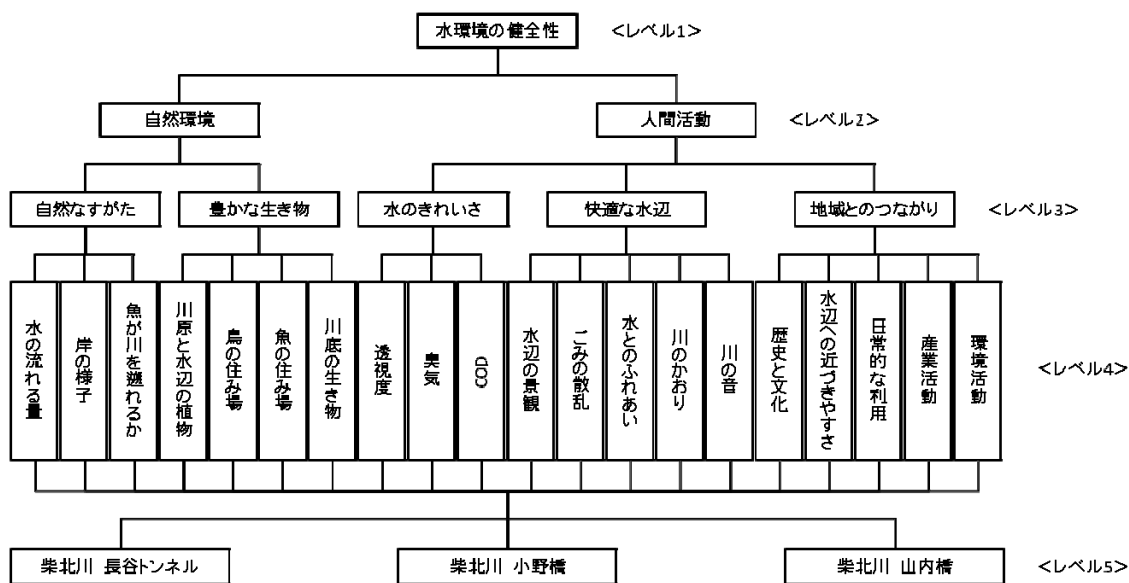 水環境の健全性
<レベル1>
自然環境
人間活動
<レベル2>
自然なすがた
豊かな生き物
水のきれいさ
快適な水辺
地域とのつながり
<レベル3>
水の流れる量
岸の様子
魚が川を遡れるか
川原と水辺の植物
鳥の住み場
魚の住み場
川底の生き物
透視度
臭気
COD
水辺の景観
ごみの散乱
水とのふれあい
川のかおり
川の音
歴史と文化
水辺への近づきやすさ
日常的な利用
産業活動
環境活動
<レベル4>
柴北川 長谷トンネル
柴北川 小野橋
柴北川 山内橋
<レベル5>